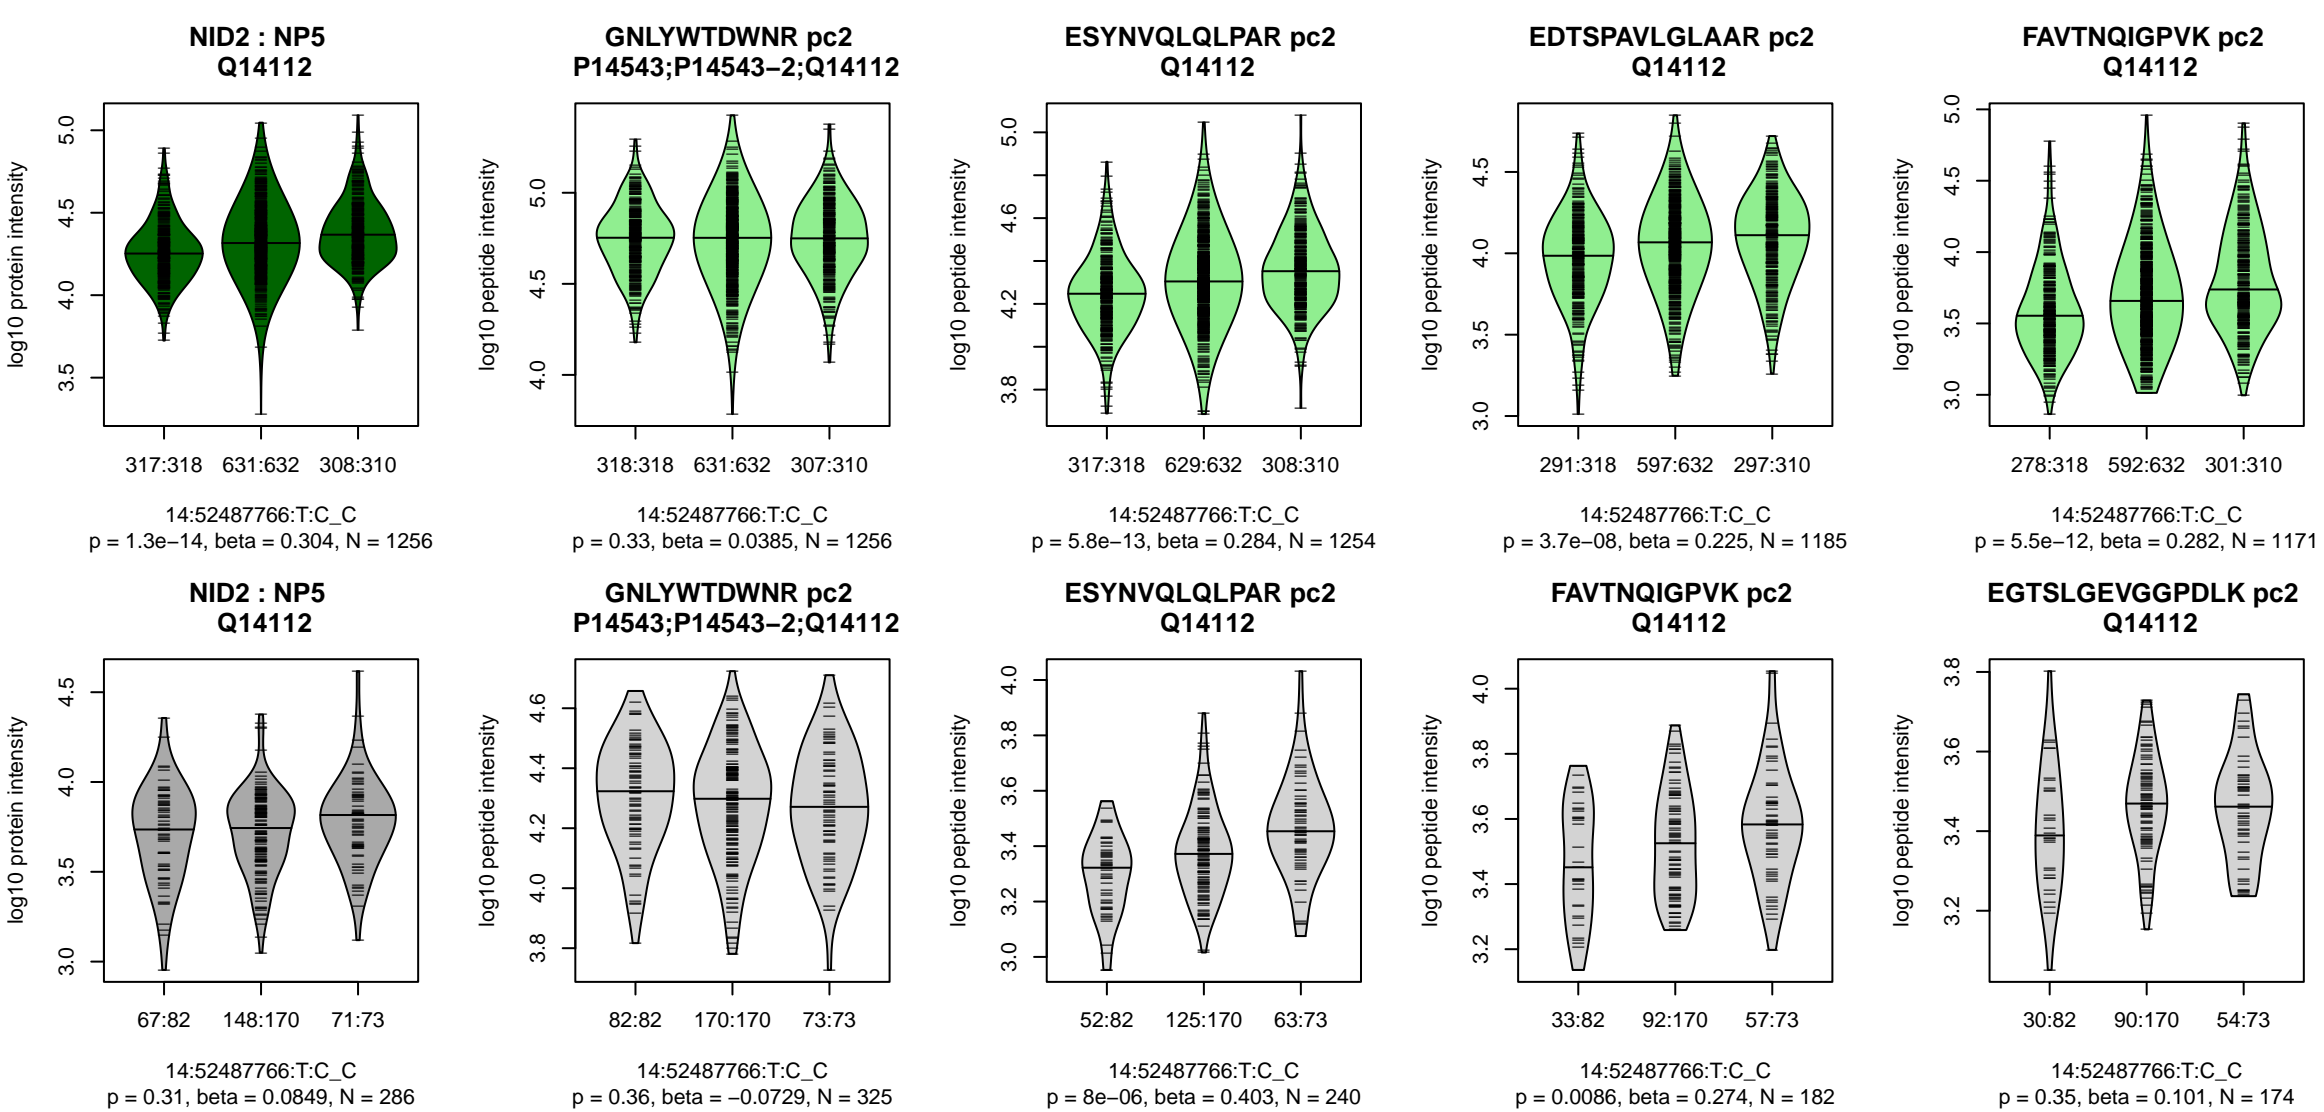 NID2 : NP5
Q14112
log10 protein intensity
5.0
4.5
4.0
3.5
317:318 631:632 308:310
14:52487766:T:C_C
p = 1.3e−14, beta = 0.304, N = 1256
GNLYWTDWNR pc2
P14543;P14543−2;Q14112
log10 peptide intensity
5.0
4.5
4.0
318:318 631:632 307:310
14:52487766:T:C_C
p = 0.33, beta = 0.0385, N = 1256
ESYNVQLQLPAR pc2
Q14112
log10 peptide intensity
5.0
4.6
4.2
3.8
317:318 629:632 308:310
14:52487766:T:C_C
p = 5.8e−13, beta = 0.284, N = 1254
EDTSPAVLGLAAR pc2
Q14112
log10 peptide intensity
4.5
4.0
3.5
3.0
291:318 597:632 297:310
14:52487766:T:C_C
p = 3.7e−08, beta = 0.225, N = 1185
FAVTNQIGPVK pc2
Q14112
log10 peptide intensity
5.0
4.5
4.0
3.5
3.0
278:318 592:632 301:310
14:52487766:T:C_C
p = 5.5e−12, beta = 0.282, N = 1171
NID2 : NP5
Q14112
log10 protein intensity
4.5
4.0
3.5
3.0
67:82 148:170 71:73
14:52487766:T:C_C
p = 0.31, beta = 0.0849, N = 286
GNLYWTDWNR pc2
P14543;P14543−2;Q14112
log10 peptide intensity
4.6
4.4
4.2
4.0
3.8
82:82 170:170 73:73
14:52487766:T:C_C
p = 0.36, beta = −0.0729, N = 325
ESYNVQLQLPAR pc2
Q14112
log10 peptide intensity
4.0
3.8
3.6
3.4
3.2
3.0
52:82 125:170 63:73
14:52487766:T:C_C
p = 8e−06, beta = 0.403, N = 240
FAVTNQIGPVK pc2
Q14112
log10 peptide intensity
4.0
3.8
3.6
3.4
3.2
33:82 92:170 57:73
14:52487766:T:C_C
p = 0.0086, beta = 0.274, N = 182
EGTSLGEVGGPDLK pc2
Q14112
log10 peptide intensity
3.8
3.6
3.4
3.2
30:82 90:170 54:73
14:52487766:T:C_C
p = 0.35, beta = 0.101, N = 174